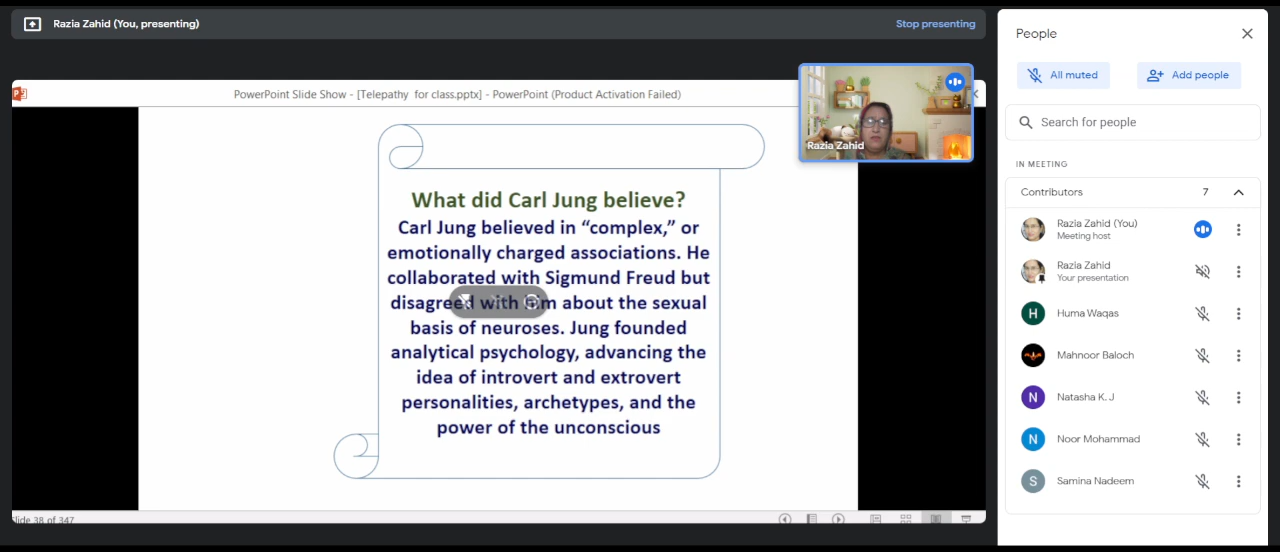 Razia Zahid (You, presenting)
Stop presenting
PowerPoint Slide Show - [Telepathy for class.pptx] - PowerPoint (Product Activation Failed)
What did Carl Jung believe?
Carl Jung believed in “complex,” or
emotionally charged associations. He
collaborated with Sigmund Freud but
disagreed with him about the sexual
basis of neuroses. Jung founded
analytical psychology, advancing the
idea of introvert and extrovert
personalities, archetypes, and the
power of the unconscious
Slide 38 of 347
Razia Zahid
People
All muted
Add people
Search for people
IN MEETING
Contributors 7
Razia Zahid (You)
Meeting host
Razia Zahid
Your presentation
H Huma Waqas
Mahnoor Baloch
N Natasha K. J
N Noor Mohammad
S Samina Nadeem